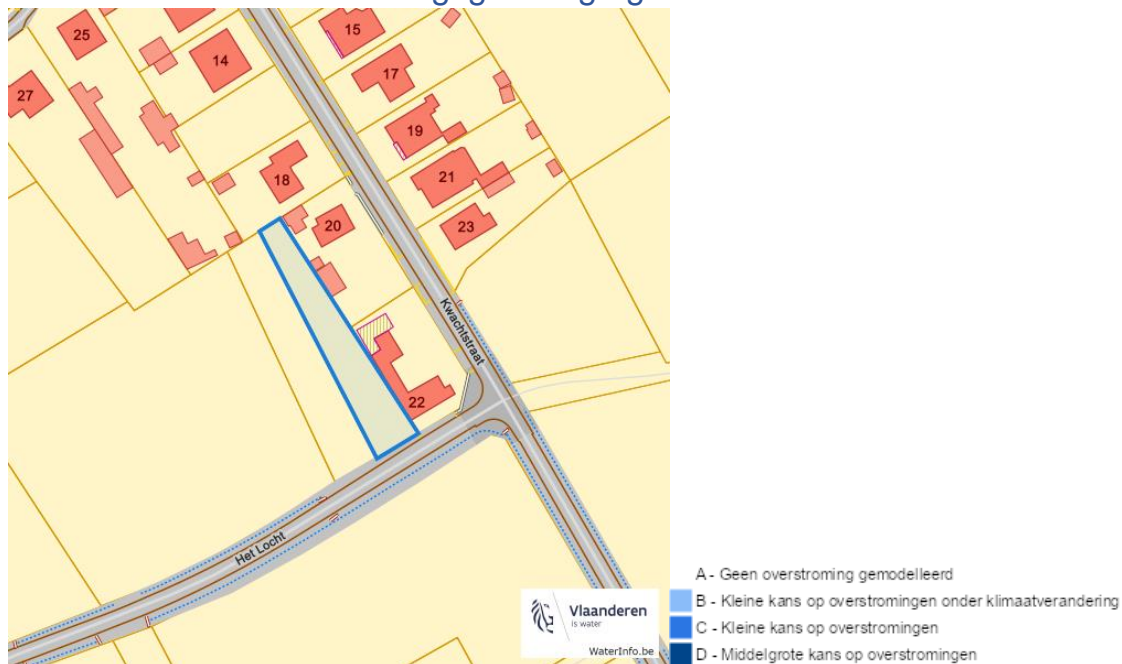 25
15
14
17
27
19
18
21
20
23
Kwachtstraat
22
Het Locht
Vlaanderen
is water
WaterInfo.be
A - Geen overstroming gemodelleerd
B - Kleine kans op overstromingen onder klimaatverandering
C - Kleine kans op overstromingen
D - Middelgrote kans op overstromingen